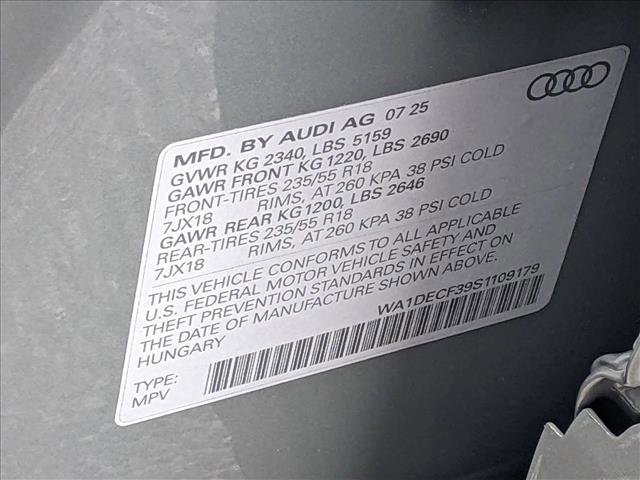 MFD. BY AUDI AG 07 25
GVWR KG 2340, LBS 5159
GAWR FRONT KG 1220, LBS 2690
FRONT-TIRES 235/55 R18
7JX18 RIMS, AT 260 KPA 38 PSI COLD
GAWR REAR KG 1200, LBS 2646
REAR-TIRES 235/55 R18
7JX18 RIMS, AT 260 KPA 38 PSI COLD
THIS VEHICLE CONFORMS TO ALL APPLICABLE
U.S. FEDERAL MOTOR VEHICLE SAFETY AND
THEFT PREVENTION STANDARDS IN EFFECT ON
THE DATE OF MANUFACTURE SHOWN ABOVE.
HUNGARY
WA1DECF39S1109179
TYPE:
MPV